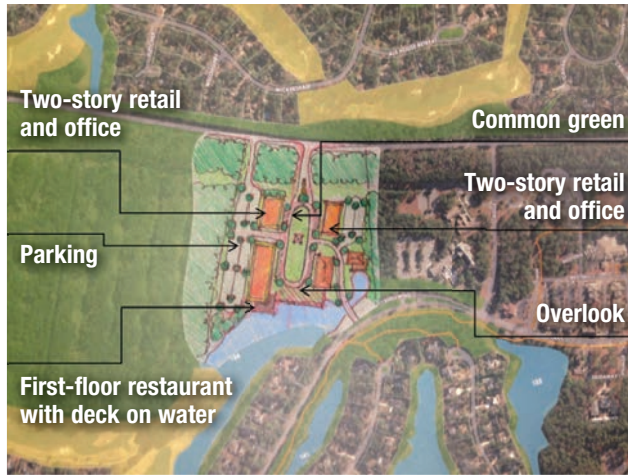 Two-story retail
and office
Common green
Two-story retail
and office
Parking
Overlook
First-floor restaurant
with deck on water